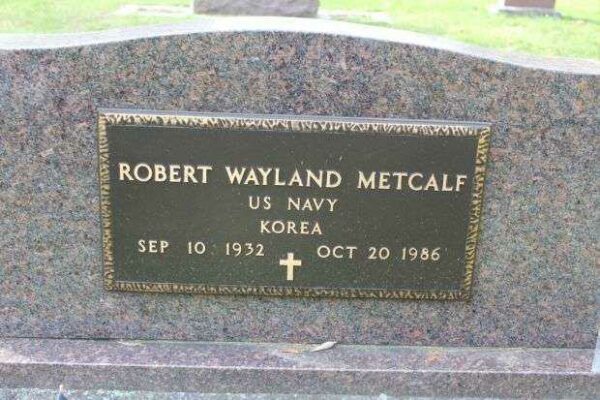 ROBERT WAYLAND METCALF
US NAVY
KOREA
SEP 10 1932 OCT 20 1986